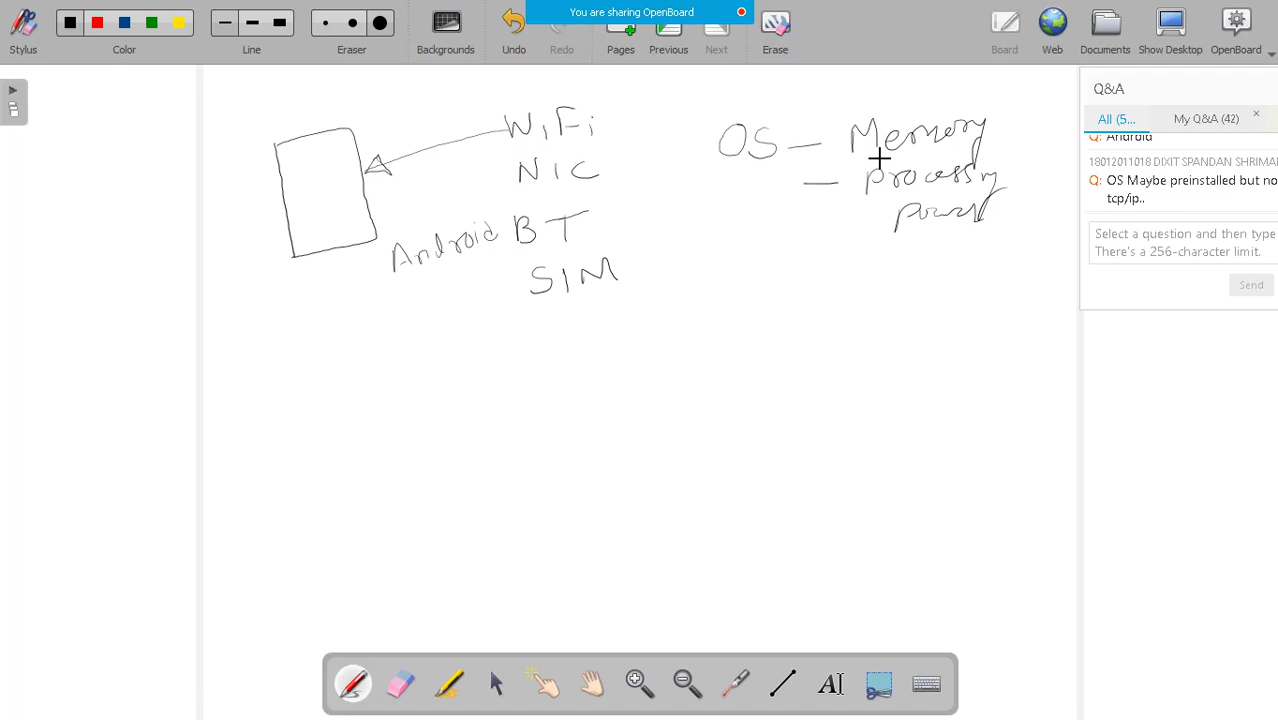 You are sharing OpenBoard
Stylus
Color
Line
Eraser
Backgrounds
Undo
Redo
Pages
Previous
Next
Erase
Board
Web
Documents
Show Desktop
OpenBoard
Q&A
All (5...
My Q&A (42)
Q: Android
18012011018 DIXIT SPANDAN SHRIMA
Q: OS Maybe preinstalled but no
tcp/ip..
Select a question and then type
There's a 256-character limit.
Send
WiFi
NIC
Android BT
SIM
OS — Memory
— processing
power